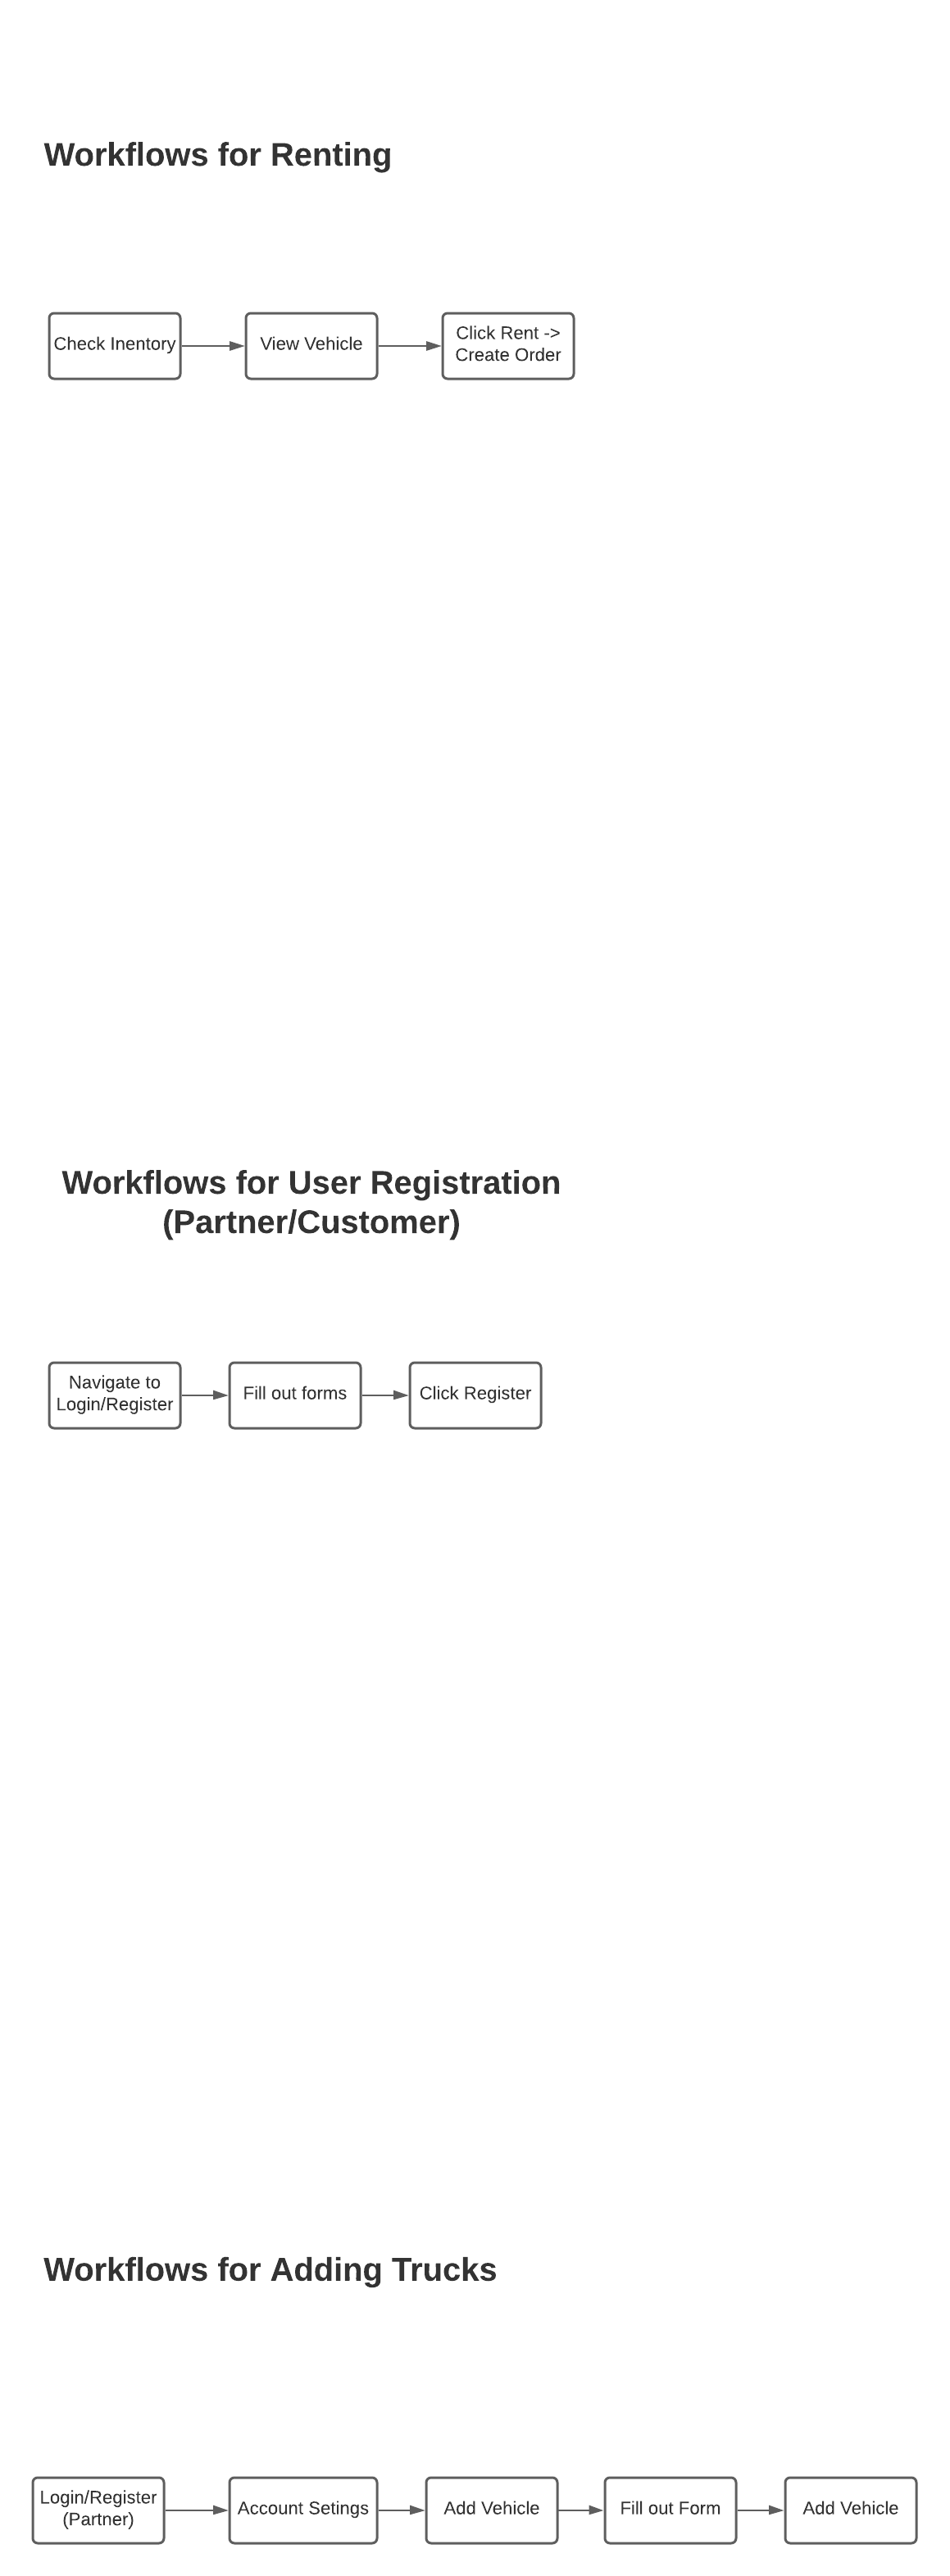 Workflows for Renting
Check Inentory
View Vehicle
Click Rent ->
Create Order
Workflows for User Registration
(Partner/Customer)
Navigate to
Login/Register
Fill out forms
Click Register
Workflows for Adding Trucks
Login/Register
(Partner)
Account Setings
Add Vehicle
Fill out Form
Add Vehicle